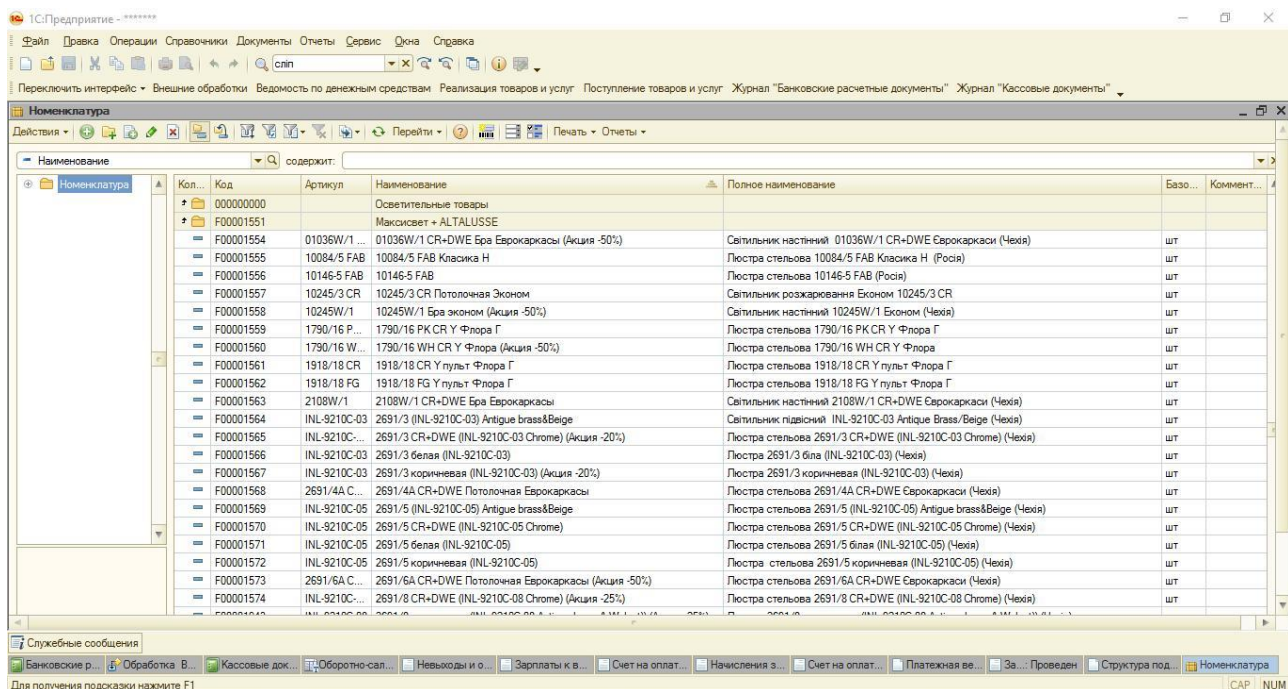 1С:Предприятие - *******
Файл Правка Операции Справочники Документы Отчеты Сервис Окна Справка
сліп
Переключить интерфейс Внешние обработки Ведомость по денежным средствам Реализация товаров и услуг Поступление товаров и услуг Журнал "Банковские расчетные документы" Журнал "Кассовые документы"
Номенклатура
Действия Перейти Печать Отчеты
Наименование содержит:
Номенклатура
Кол... Код Артикул Наименование Полное наименование Базо... Коммент...
000000000 Осветительные товары
F00001551 Максисвет + ALTALUSSE
F00001554 01036W/1 ... 01036W/1 CR+DWE Бра Еврокаркасы (Акция -50%) Світильник настінний 01036W/1 CR+DWE Єврокаркаси (Чехія) шт
F00001555 10084/5 FAB 10084/5 FAB Класика Н Люстра стельова 10084/5 FAB Класика Н (Росія) шт
F00001556 10146-5 FAB 10146-5 FAB Люстра стельова 10146-5 FAB (Росія) шт
F00001557 10245/3 CR 10245/3 CR Потолочная Эконом Світильник розжарювання Економ 10245/3 CR шт
F00001558 10245W/1 10245W/1 Бра эконом (Акция -50%) Світильник настінний 10245W/1 Економ (Чехія) шт
F00001559 1790/16 P... 1790/16 PK CR Y Флора Г Люстра стельова 1790/16 PK CR Y Флора Г шт
F00001560 1790/16 W... 1790/16 WH CR Y Флора (Акция -50%) Люстра стельова 1790/16 WH CR Y Флора шт
F00001561 1918/18 CR 1918/18 CR Y пульт Флора Г Люстра стельова 1918/18 CR Y пульт Флора Г шт
F00001562 1918/18 FG 1918/18 FG Y пульт Флора Г Люстра стельова 1918/18 FG Y пульт Флора Г шт
F00001563 2108W/1 2108W/1 CR+DWE Бра Еврокаркасы Світильник настінний 2108W/1 CR+DWE Єврокаркаси (Чехія) шт
F00001564 INL-9210C-03 2691/3 (INL-9210C-03) Antigue brass&Beige Світильник підвісний INL-9210C-03 Antique Brass/Beige (Чехія) шт
F00001565 INL-9210C-... 2691/3 CR+DWE (INL-9210C-03 Chrome) (Акция -20%) Люстра стельова 2691/3 CR+DWE (INL-9210C-03 Chrome) (Чехія) шт
F00001566 INL-9210C-03 2691/3 белая (INL-9210C-03) Люстра 2691/3 біла (INL-9210C-03) (Чехія) шт
F00001567 INL-9210C-03 2691/3 коричневая (INL-9210C-03) (Акция -20%) Люстра 2691/3 коричневая (INL-9210C-03) (Чехія) шт
F00001568 2691/4A C... 2691/4A CR+DWE Потолочная Еврокаркасы Люстра стельова 2691/4A CR+DWE Єврокаркаси (Чехія) шт
F00001569 INL-9210C-05 2691/5 (INL-9210C-05) Antigue brass&Beige Люстра стельова 2691/5 (INL-9210C-05) Antigue brass&Beige (Чехія) шт
F00001570 INL-9210C-05 2691/5 CR+DWE (INL-9210C-05 Chrome) Люстра стельова 2691/5 CR+DWE (INL-9210C-05 Chrome) (Чехія) шт
F00001571 INL-9210C-05 2691/5 белая (INL-9210C-05) Люстра стельова 2691/5 білая (INL-9210C-05) (Чехія) шт
F00001572 INL-9210C-05 2691/5 коричневая (INL-9210C-05) Люстра стельова 2691/5 коричневая (INL-9210C-05) (Чехія) шт
F00001573 2691/6A C... 2691/6A CR+DWE Потолочная Еврокаркасы (Акция -50%) Люстра стельова 2691/6A CR+DWE Єврокаркаси (Чехія) шт
F00001574 INL-9210C-... 2691/8 CR+DWE (INL-9210C-08 Chrome) (Акция -25%) Люстра стельова 2691/8 CR+DWE (INL-9210C-08 Chrome) (Чехія) шт
Служебные сообщения
Банковские р... Обработка В... Кассовые док... Оборотно-сал... Невыходы и о... Зарплаты к в... Счет на оплат... Начисления з... Счет на оплат... Платежная ве... За...: Проведен Структура под... Номенклатура
Для получения подсказки нажмите F1 CAP NUM